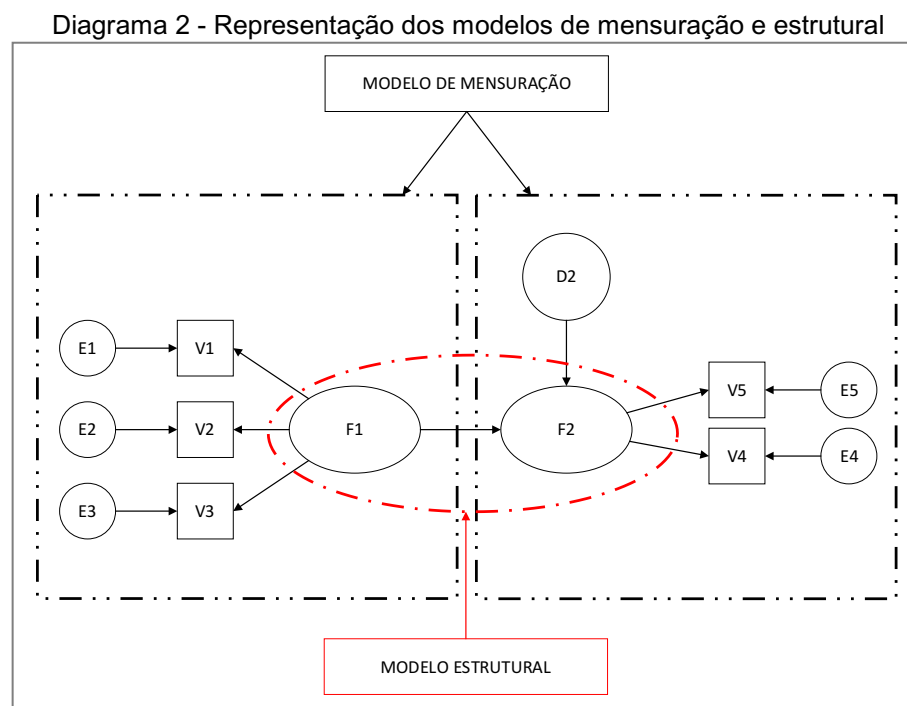 Diagrama 2 - Representação dos modelos de mensuração e estrutural
MODELO DE MENSURAÇÃO
D2
E1
V1
E2
V2
E3
V3
F1
F2
V5
E5
V4
E4
MODELO ESTRUTURAL